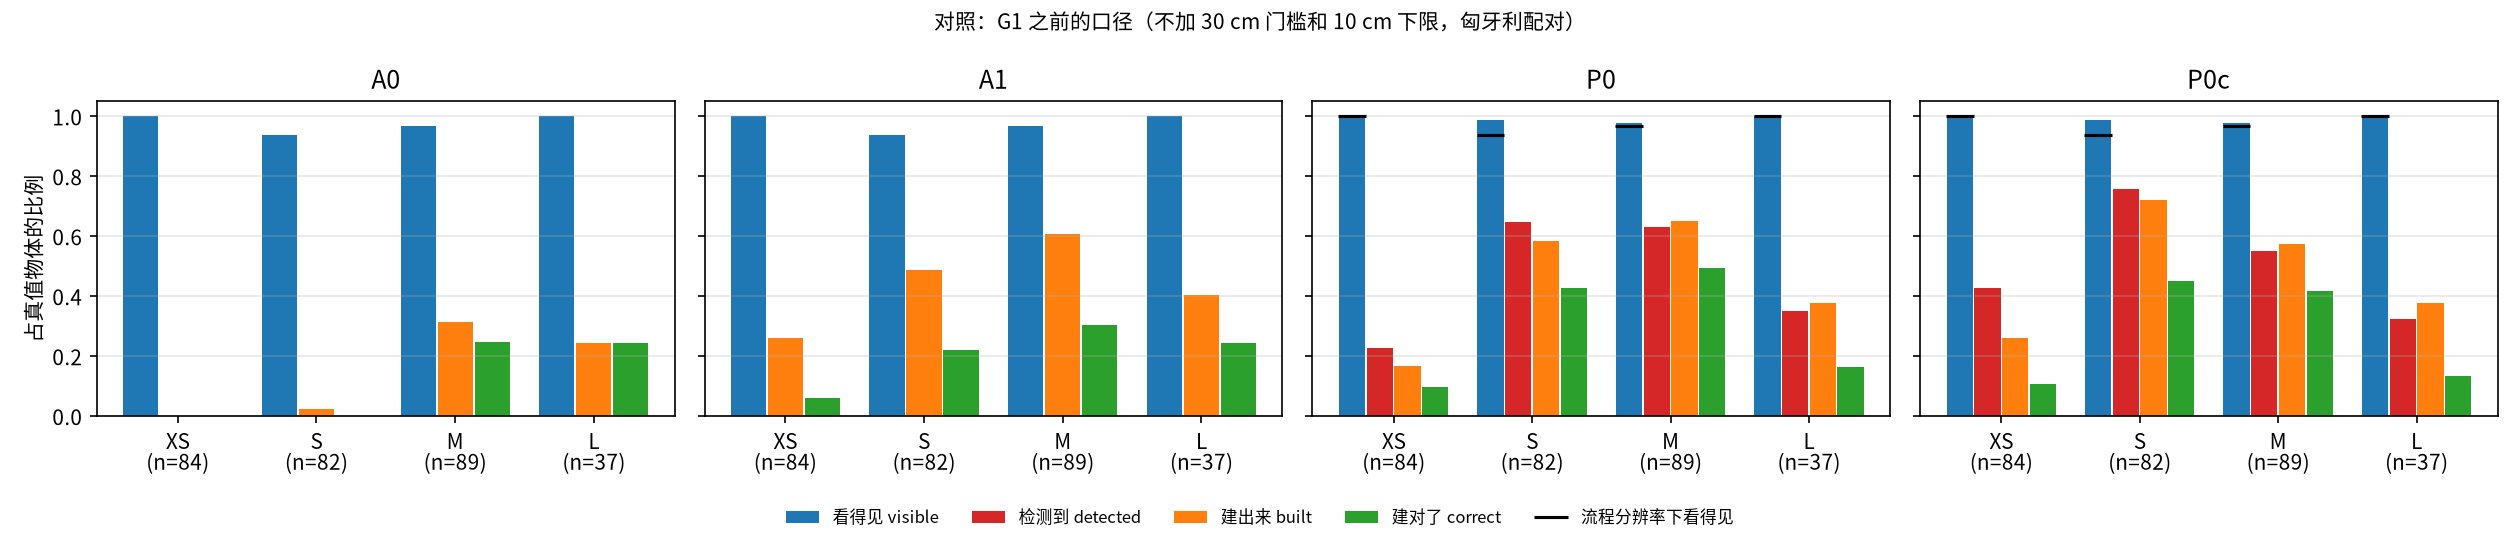 对照：G1 之前的口径（不加 30 cm 门槛和 10 cm 下限，匈牙利配对）
A0
A1
P0
P0c
占真值物体的比例
1.0
0.8
0.6
0.4
0.2
0.0
XS
(n=84)
S
(n=82)
M
(n=89)
L
(n=37)
XS
(n=84)
S
(n=82)
M
(n=89)
L
(n=37)
XS
(n=84)
S
(n=82)
M
(n=89)
L
(n=37)
XS
(n=84)
S
(n=82)
M
(n=89)
L
(n=37)
看得见 visible
检测到 detected
建出来 built
建对了 correct
流程分辨率下看得见